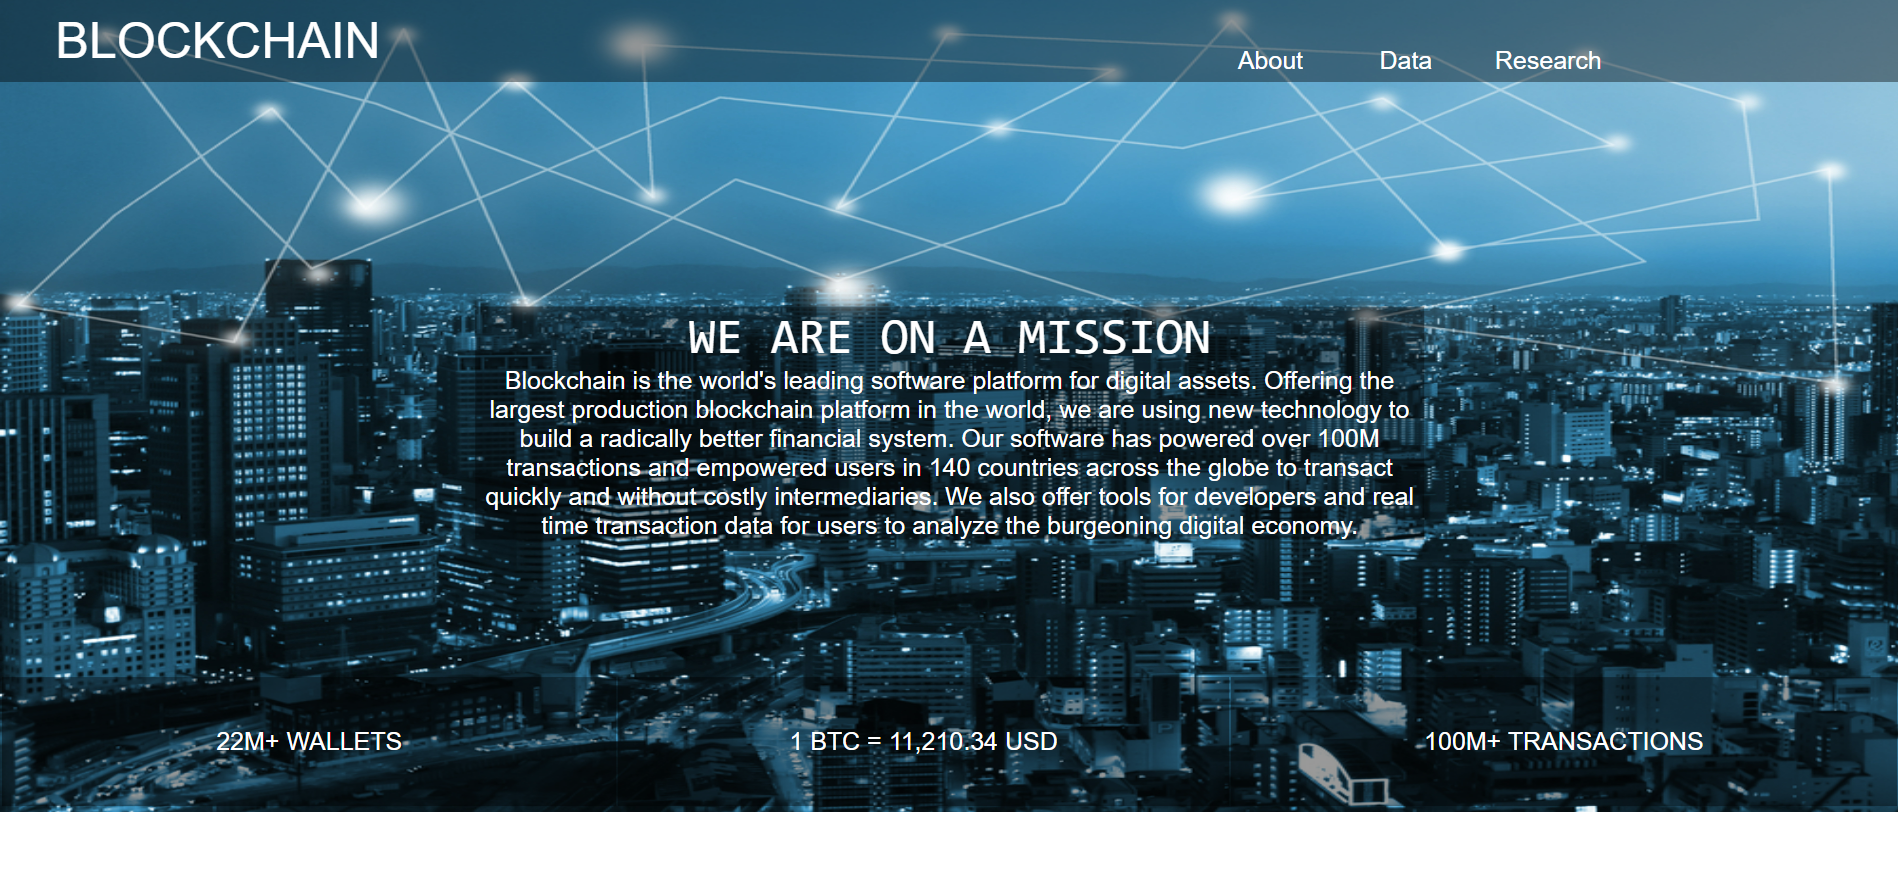 BLOCKCHAIN
About Data Research
WE ARE ON A MISSION
Blockchain is the world's leading software platform for digital assets. Offering the
largest production blockchain platform in the world, we are using new technology to
build a radically better financial system. Our software has powered over 100M
transactions and empowered users in 140 countries across the globe to transact
quickly and without costly intermediaries. We also offer tools for developers and real
time transaction data for users to analyze the burgeoning digital economy.
22M+ WALLETS
1 BTC = 11,210.34 USD
100M+ TRANSACTIONS